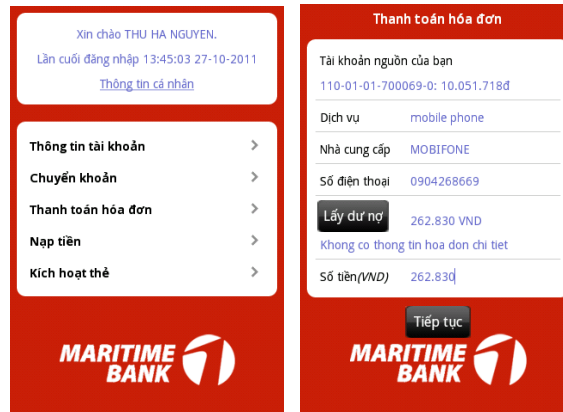 Xin chào THU HA NGUYEN.
Lần cuối đăng nhập 13:45:03 27-10-2011
Thông tin cá nhân
Thông tin tài khoản
Chuyển khoản
Thanh toán hóa đơn
Nạp tiền
Kích hoạt thẻ
MARITIME
BANK
Thanh toán hóa đơn
Tài khoản nguồn của bạn
110-01-01-700069-0: 10.051.718đ
Dịch vụ mobile phone
Nhà cung cấp MOBIFONE
Số điện thoại 0904268669
Lấy dư nợ 262.830 VND
Khong co thong tin hoa don chi tiet
Số tiền(VND) 262.830
Tiếp tục
MARITIME
BANK